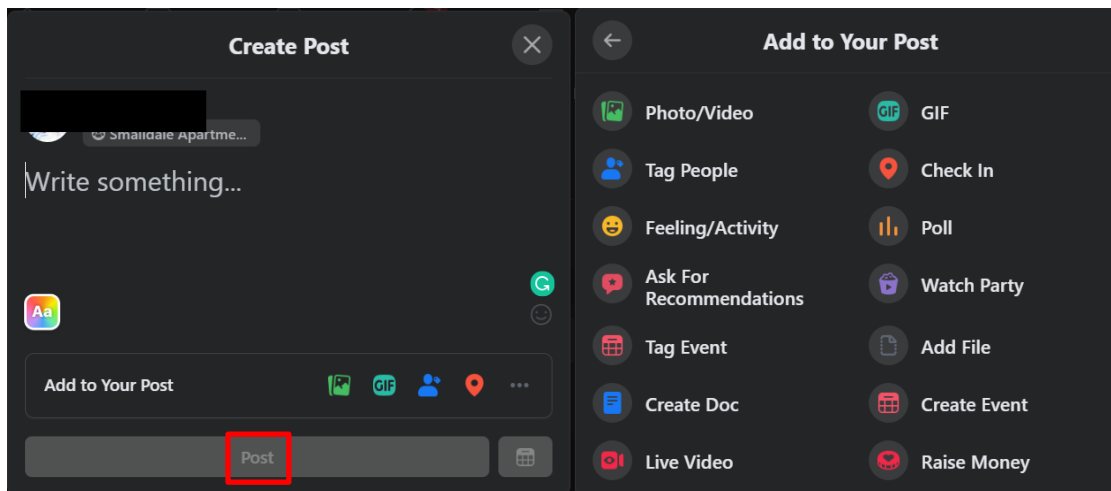 Create Post
Smalldale Apartme...
Write something...
Aa
Add to Your Post
GIF
Post
Add to Your Post
Photo/Video
GIF
GIF
Tag People
Check In
Feeling/Activity
Poll
Ask For
Recommendations
Watch Party
Tag Event
Add File
Create Doc
Create Event
Live Video
Raise Money